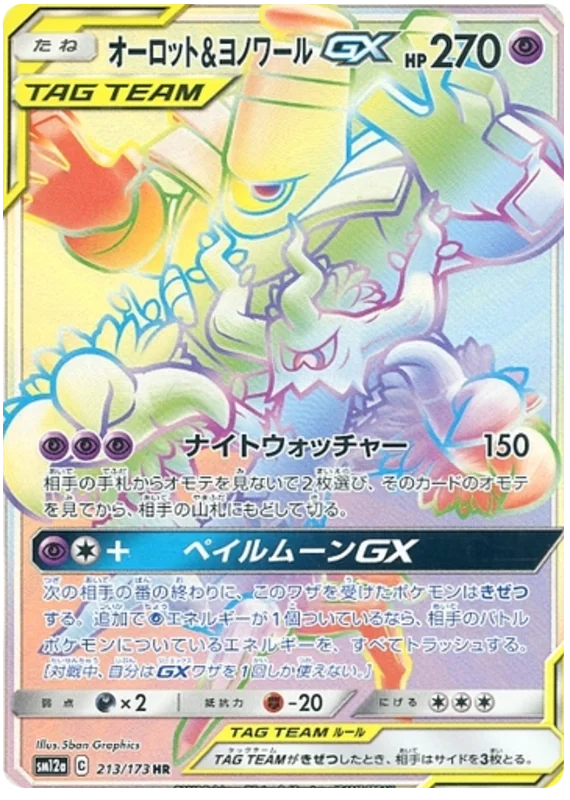 たね オーロット&ヨノワールGX HP270
TAG TEAM
ナイトウォッチャー 150
相手の手札からオモテを見ないで2枚選び、そのカードのオモテ
を見てから、相手の山札にもどして切る。
+ ペイルムーンGX
次の相手の番の終わりに、このワザを受けたポケモンはきぜつ
する。追加で超エネルギーが1個ついているなら、相手のバトル
ポケモンについているエネルギーを、すべてトラッシュする。
[対戦中、自分はGXワザを1回しか使えない。]
弱点 ×2 抵抗力 -20 にげる
Illus. 5ban Graphics
TAG TEAM ルール
SM12a C 213/173 HR
TAG TEAMがきぜつしたとき、相手はサイドを3枚とる。